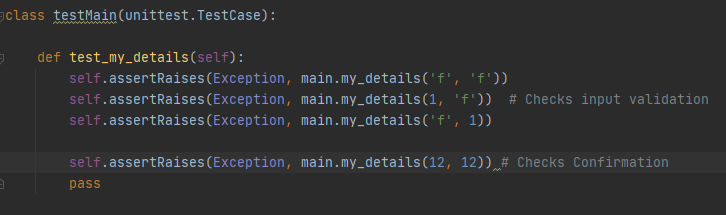 class testMain(unittest.TestCase):
def test_my_details(self):
self.assertRaises(Exception, main.my_details('f', 'f'))
self.assertRaises(Exception, main.my_details(1, 'f'))  # Checks input validation
self.assertRaises(Exception, main.my_details('f', 1))
self.assertRaises(Exception, main.my_details(12, 12)) # Checks Confirmation
pass